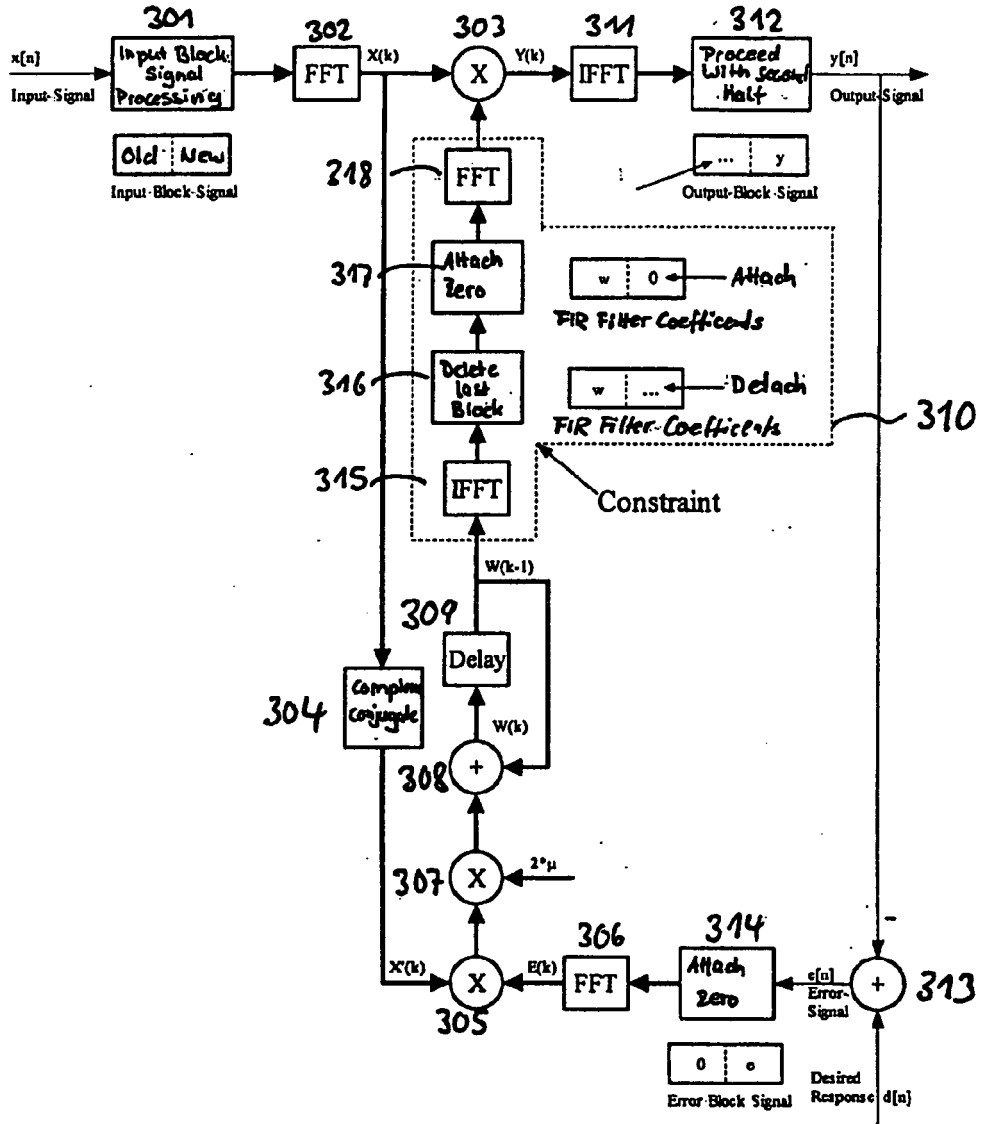 301
302
303
311
312
x[n]
Input-Signal
Input Block
Signal
Processing
FFT
X(k)
X
Y(k)
IFFT
Proceed
With Second
Half
y[n]
Output-Signal
Old New
Input-Block-Signal
318
FFT
... y
Output-Block-Signal
317
Attach
Zero
w 0
Attach
FIR Filter Coefficents
316
Delete
last
Block
w ...
Detach
FIR Filter-Coefficients
310
315
IFFT
Constraint
W(k-1)
309
Delay
304
Complex
Conjugate
W(k)
308
+
307
X
2*µ
306
314
X'(k)
X
305
E(k)
FFT
Attach
Zero
e[n]
Error-
Signal
-
+
313
0 e
Error-Block Signal
Desired
Response d[n]